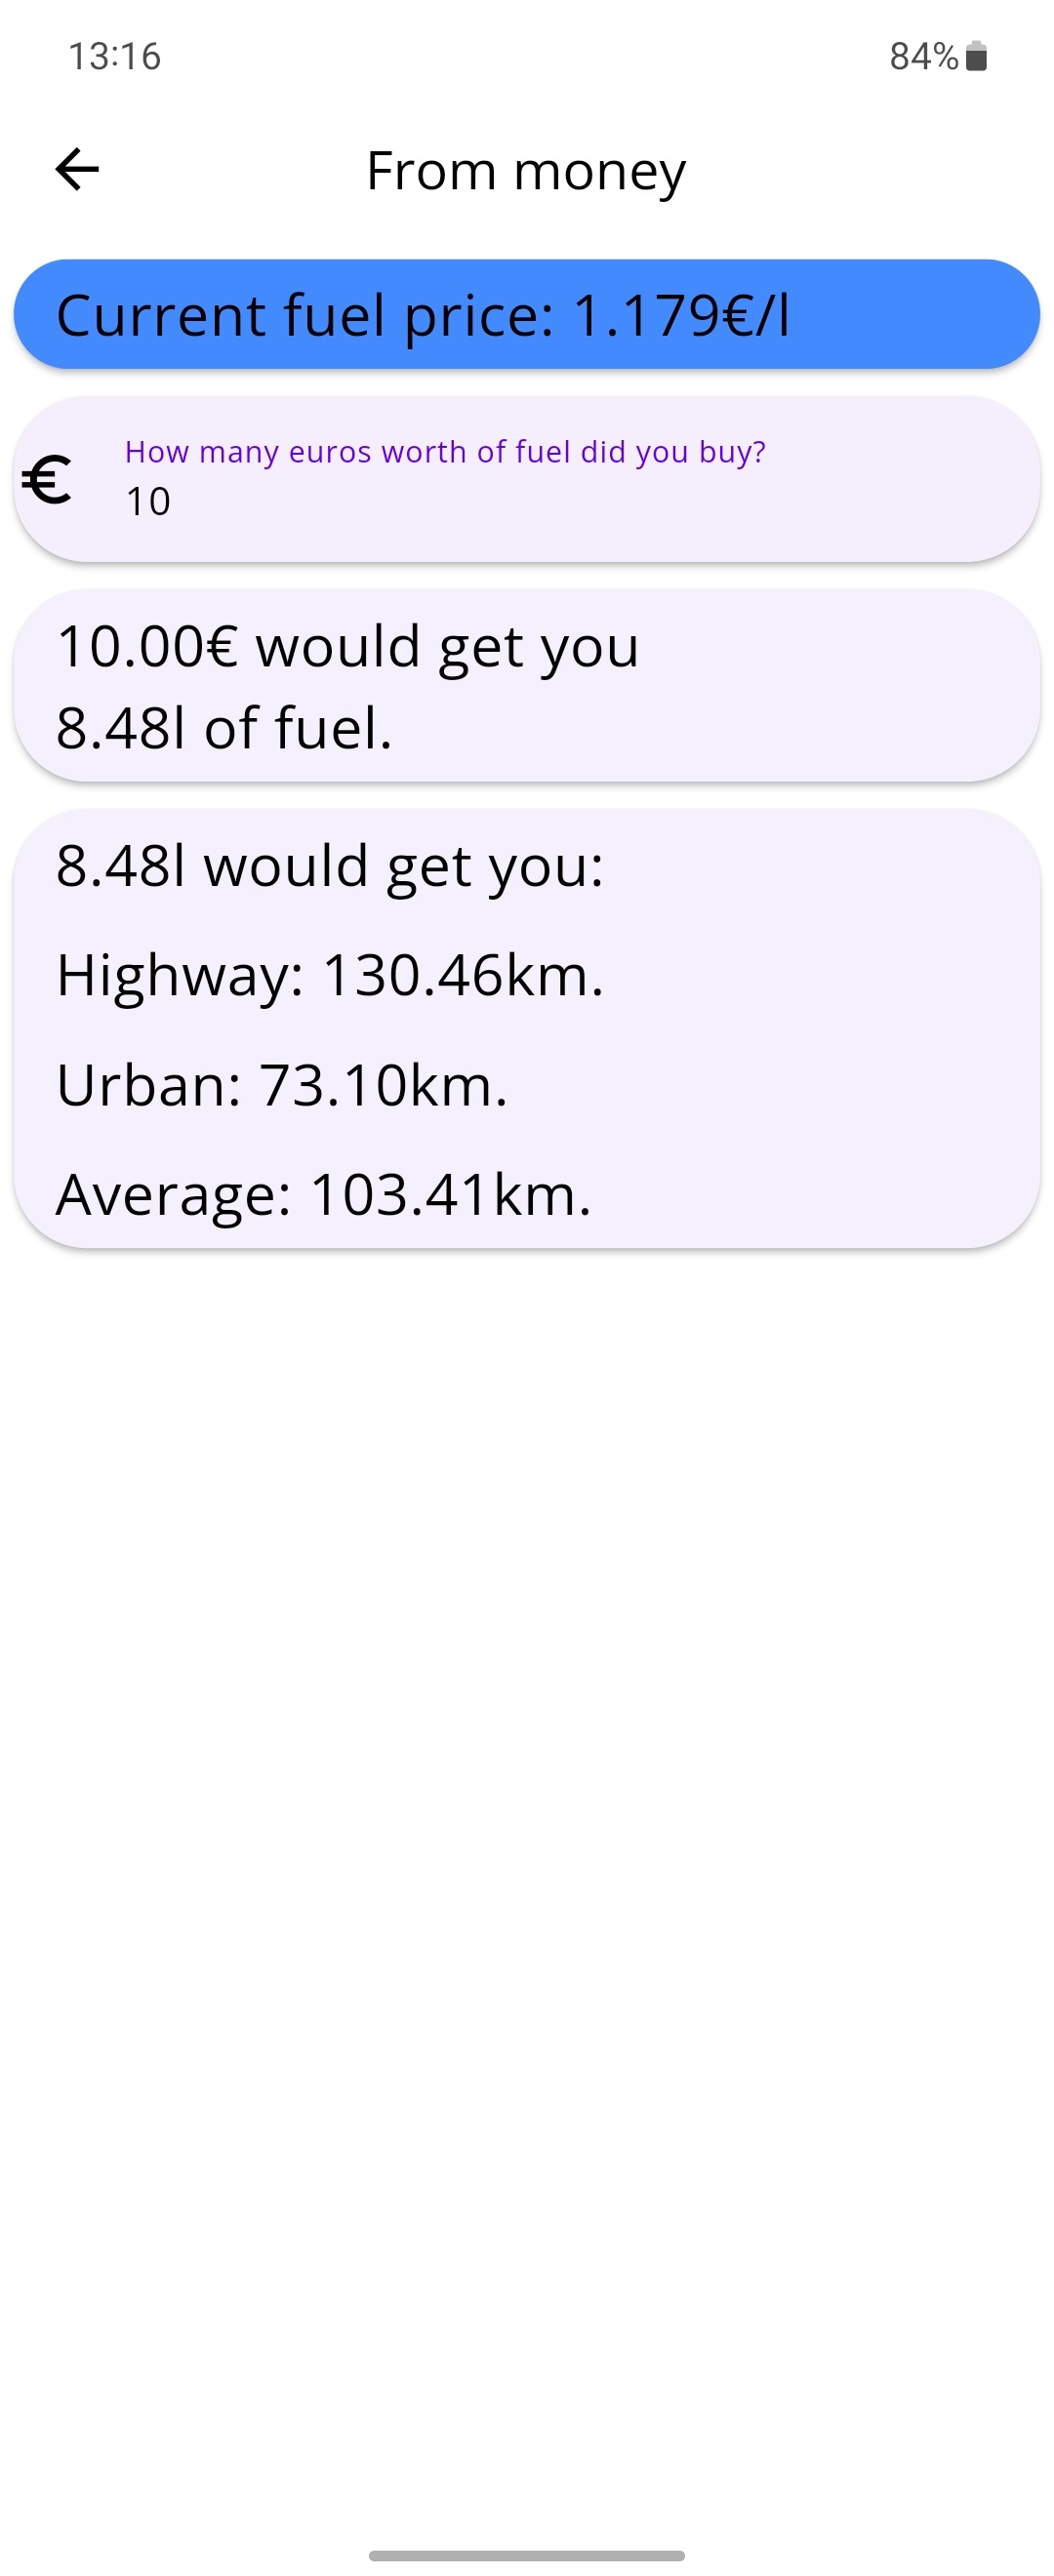 13:16
84%
From money
Current fuel price: 1.179€/l
€
How many euros worth of fuel did you buy?
10
10.00€ would get you
8.48l of fuel.
8.48l would get you:
Highway: 130.46km.
Urban: 73.10km.
Average: 103.41km.